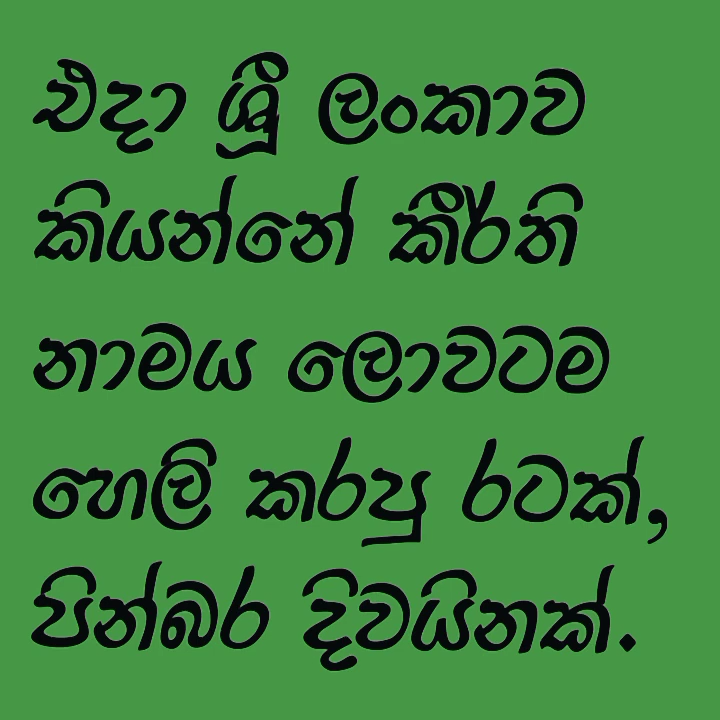 එදා ශ්‍රී ලංකාව
කියන්නේ කීර්ති
නාමය ලොවටම
හෙලි කරපු රටක්,
පින්බර දිවයිනක්.